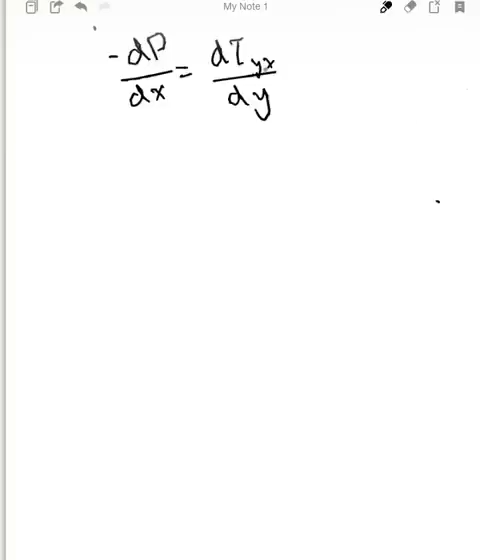 My Note 1
-dP/dx = dτyx/dy